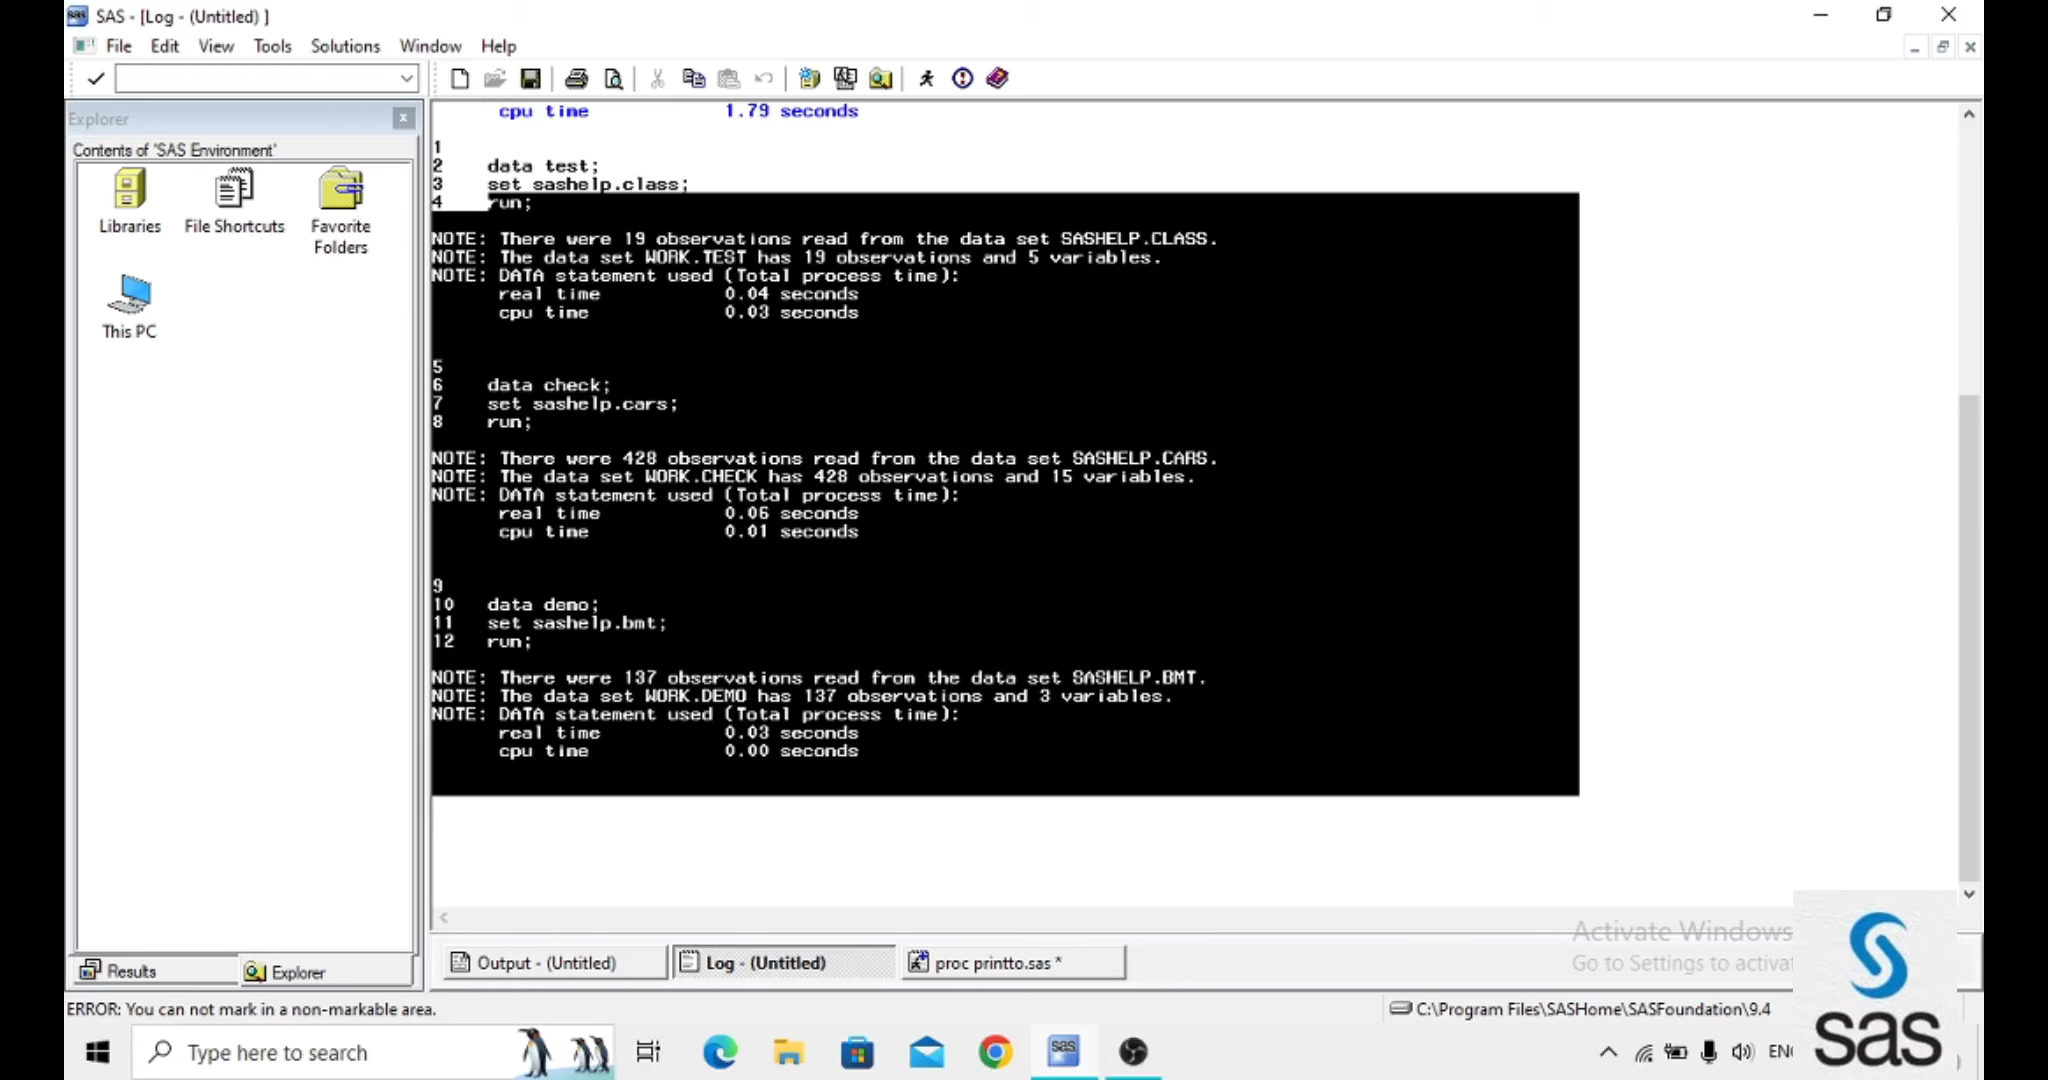 SAS - [Log - (Untitled) ]
File Edit View Tools Solutions Window Help
Explorer
Contents of 'SAS Environment'
Libraries
File Shortcuts
Favorite
Folders
This PC
cpu time 1.79 seconds
1
2 data test;
3 set sashelp.class;
4 run;
NOTE: There were 19 observations read from the data set SASHELP.CLASS.
NOTE: The data set WORK.TEST has 19 observations and 5 variables.
NOTE: DATA statement used (Total process time):
real time 0.04 seconds
cpu time 0.03 seconds
5
6 data check;
7 set sashelp.cars;
8 run;
NOTE: There were 428 observations read from the data set SASHELP.CARS.
NOTE: The data set WORK.CHECK has 428 observations and 15 variables.
NOTE: DATA statement used (Total process time):
real time 0.06 seconds
cpu time 0.01 seconds
9
10 data demo;
11 set sashelp.bmt;
12 run;
NOTE: There were 137 observations read from the data set SASHELP.BMT.
NOTE: The data set WORK.DEMO has 137 observations and 3 variables.
NOTE: DATA statement used (Total process time):
real time 0.03 seconds
cpu time 0.00 seconds
Activate Windows
Go to Settings to activa
Results
Explorer
Output - (Untitled)
Log - (Untitled)
proc printto.sas *
ERROR: You can not mark in a non-markable area.
C:\Program Files\SASHome\SASFoundation\9.4
Type here to search
sas
EN
sas